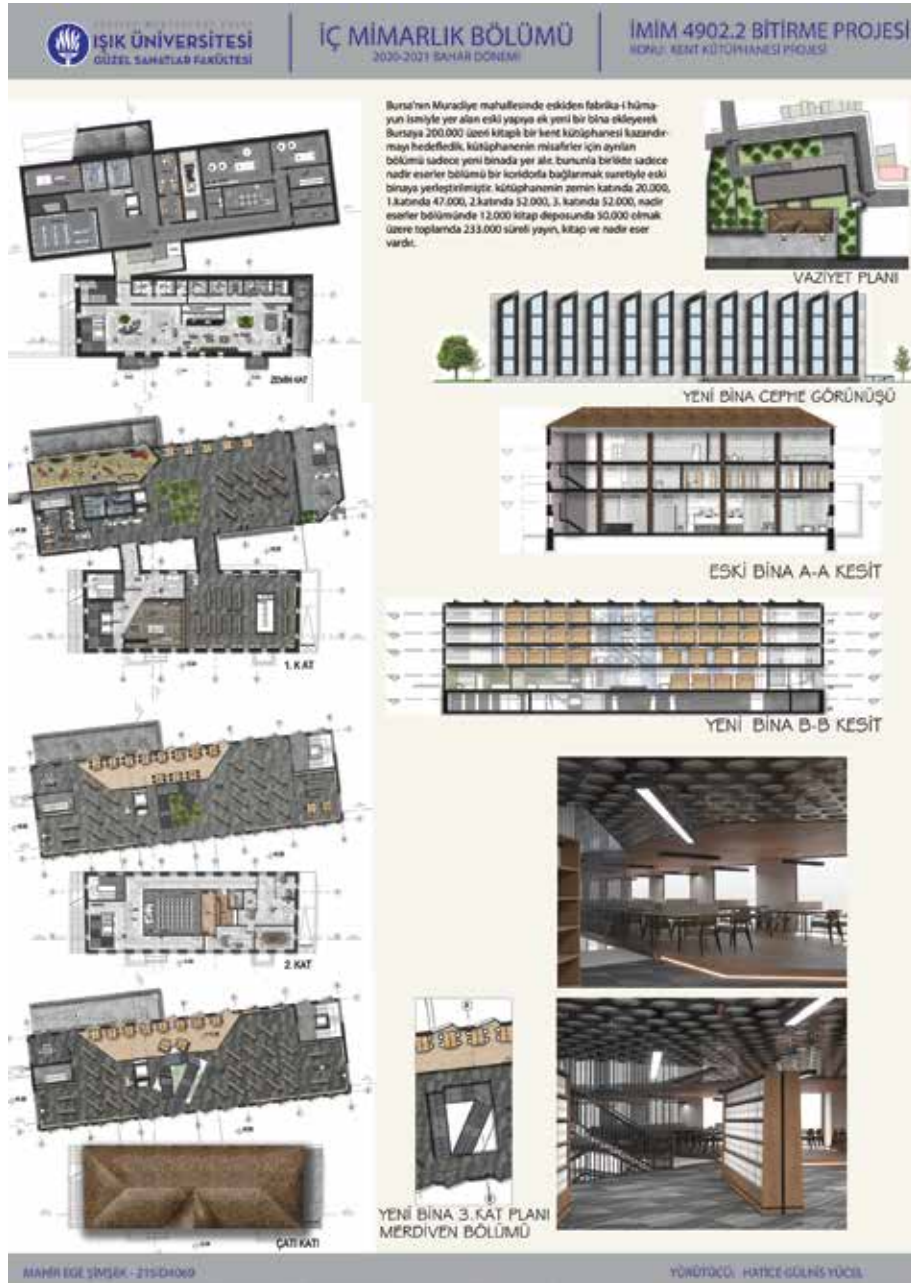 IŞIK ÜNİVERSİTESİ
GÜZEL SANATLAR FAKÜLTESİ
İÇ MİMARLIK BÖLÜMÜ
2020-2021 BAHAR DÖNEMİ
İMİM 4902.2 BİTİRME PROJESİ
KONU: KENT KÜTÜPHANESİ PROJESİ
Bursa'nın Muradiye mahallesinde eskiden fabrika-i hüma-
yun ismiyle yer alan eski yapıya ek yeni bir bina ekleyerek
Bursaya 200.000 üzeri kitaplı bir kent kütüphanesi kazandır-
mayı hedefledik. kütüphanenin misafirler için ayrılan
bölümü sadece yeni binada yer alır. bununla birlikte sadece
nadir eserler bölümü bir koridorla bağlanmak suretiyle eski
binaya yerleştirilmiştir. kütüphanenin zemin katında 20.000,
1.katında 47.000, 2.katında 52.000, 3. katında 52.000, nadir
eserler bölümünde 12.000 kitap deposunda 50.000 olmak
üzere toplamda 233.000 süreli yayın, kitap ve nadir eser
vardır.
VAZİYET PLANI
ZEMİN KAT
YENİ BİNA CEPHE GÖRÜNÜŞÜ
ESKİ BİNA A-A KESİT
1. KAT
YENİ BİNA B-B KESİT
2. KAT
YENİ BİNA 3.KAT PLANI
MERDİVEN BÖLÜMÜ
ÇATI KATI
MAHİR EGE ŞİMŞEK - 215ID4069
YÜRÜTÜCÜ: HATİCE GÜLNİS YÜCEL